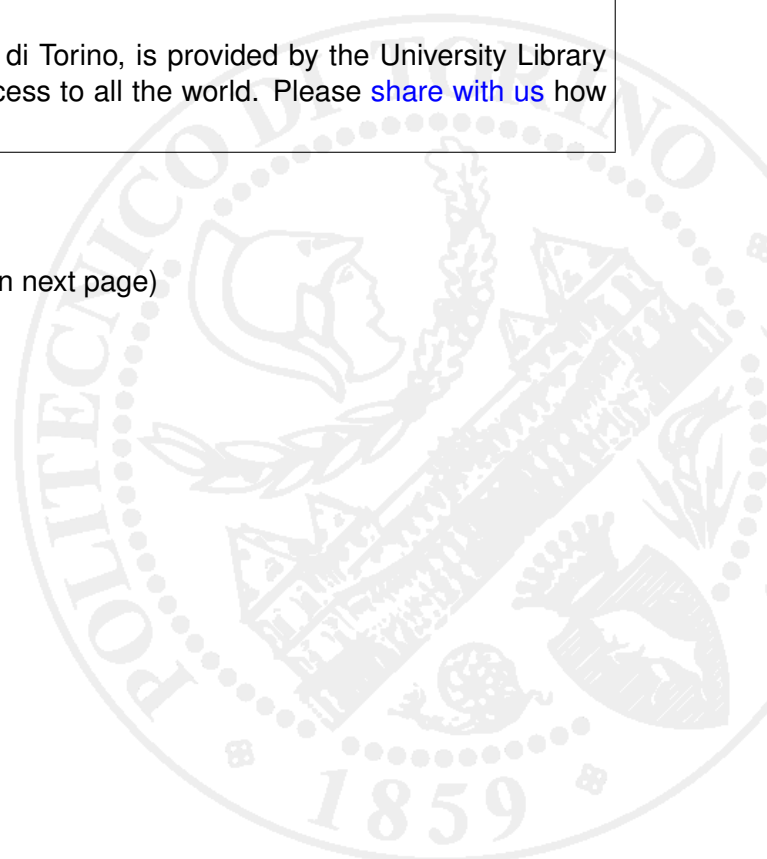 di Torino, is provided by the University Library
cess to all the world. Please share with us how
n next page)
POLITECNICO DI TORINO
1859